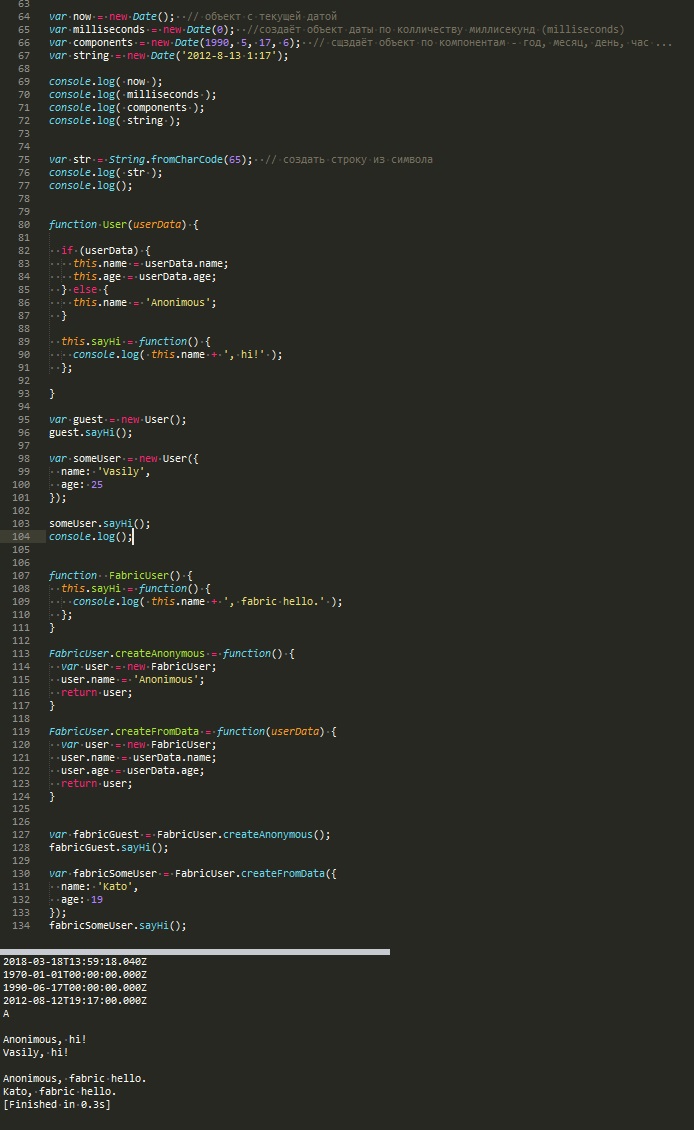 63
64 var now = new Date(); // объект с текущей датой
65 var milliseconds = new Date(0); //создаёт объект даты по колличеству миллисекунд (milliseconds)
66 var components = new Date(1990, 5, 17, 6); // сщздаёт объект по компонентам - год, месяц, день, час ...
67 var string = new Date('2012-8-13 1:17');
68
69 console.log( now );
70 console.log( milliseconds );
71 console.log( components );
72 console.log( string );
73
74
75 var str = String.fromCharCode(65); // создать строку из символа
76 console.log( str );
77 console.log();
78
79
80 function User(userData) {
81
82 if (userData) {
83 this.name = userData.name;
84 this.age = userData.age;
85 } else {
86 this.name = 'Anonimous';
87 }
88
89 this.sayHi = function() {
90 console.log( this.name + ', hi!' );
91 };
92
93 }
94
95 var guest = new User();
96 guest.sayHi();
97
98 var someUser = new User({
99 name: 'Vasily',
100 age: 25
101 });
102
103 someUser.sayHi();
104 console.log();
105
106
107 function FabricUser() {
108 this.sayHi = function() {
109 console.log( this.name + ', fabric hello.' );
110 };
111 }
112
113 FabricUser.createAnonymous = function() {
114 var user = new FabricUser;
115 user.name = 'Anonimous';
116 return user;
117 }
118
119 FabricUser.createFromData = function(userData) {
120 var user = new FabricUser;
121 user.name = userData.name;
122 user.age = userData.age;
123 return user;
124 }
125
126
127 var fabricGuest = FabricUser.createAnonymous();
128 fabricGuest.sayHi();
129
130 var fabricSomeUser = FabricUser.createFromData({
131 name: 'Kato',
132 age: 19
133 });
134 fabricSomeUser.sayHi();
2018-03-18T13:59:18.040Z
1970-01-01T00:00:00.000Z
1990-06-17T00:00:00.000Z
2012-08-12T19:17:00.000Z
A
Anonimous, hi!
Vasily, hi!
Anonimous, fabric hello.
Kato, fabric hello.
[Finished in 0.3s]